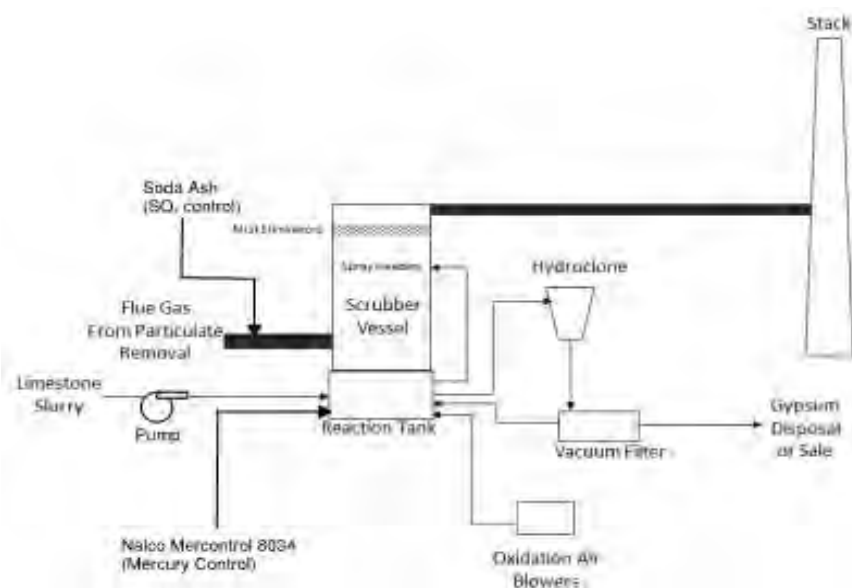 Stack
Soda Ash
(SO, control)
Mist Eliminators
Spray Headers
Hydroclone
Scrubber
Vessel
Flue Gas
From Particulate
Removal
Limestone
Slurry
Pump
Reaction Tank
Vacuum Filter
Gypsum
Disposal
or Sale
Nalco Mercontrol 8034
(Mercury Control)
Oxidation Air
Blowers